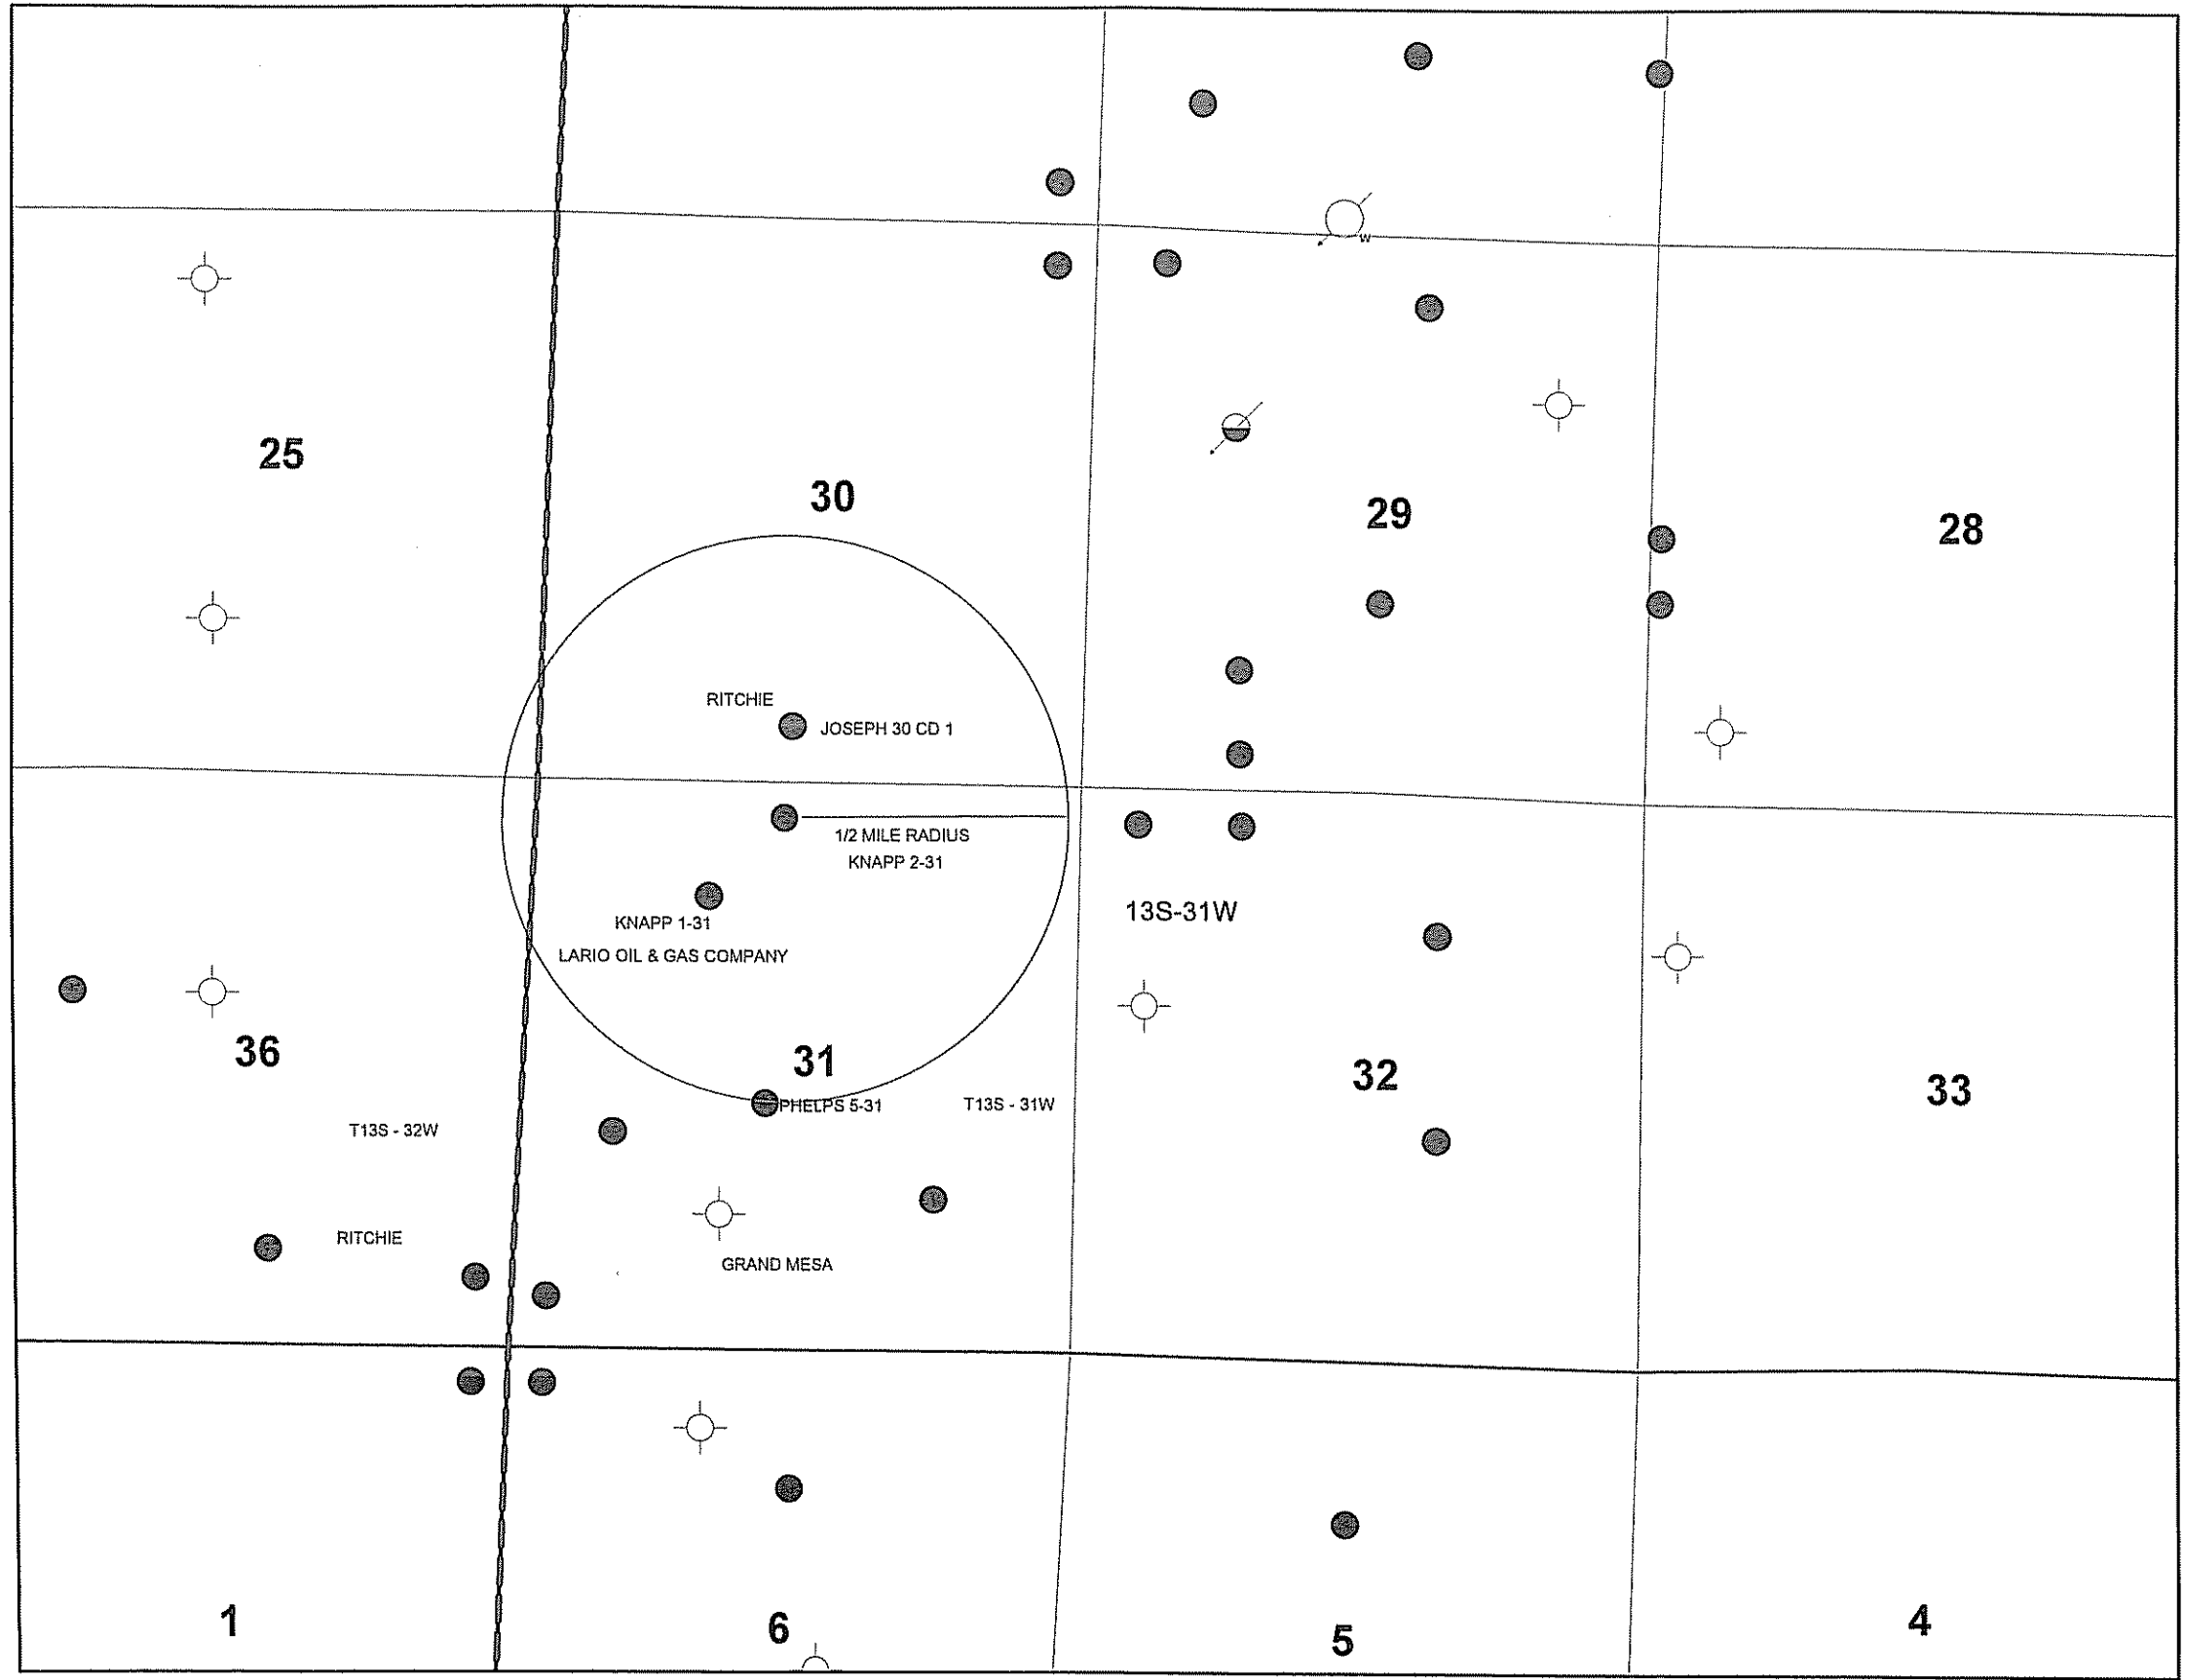 W
25
30
29
28
RITCHIE
JOSEPH 30 CD 1
1/2 MILE RADIUS
KNAPP 2-31
KNAPP 1-31
LARIO OIL & GAS COMPANY
13S-31W
36
31
32
33
PHELPS 5-31
T13S - 31W
T13S - 32W
RITCHIE
GRAND MESA
1
6
5
4